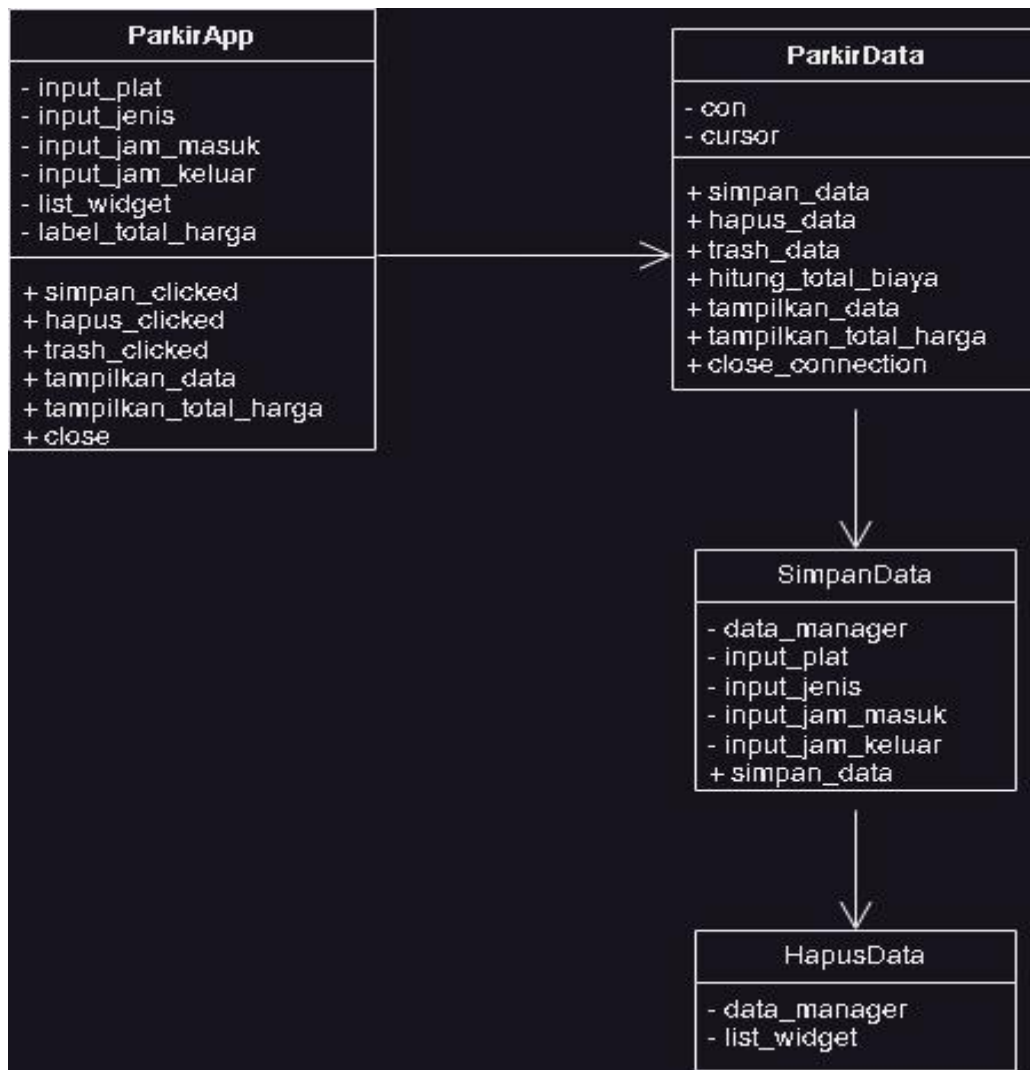 ParkirApp
- input_plat
- input_jenis
- input_jam_masuk
- input_jam_keluar
- list_widget
- label_total_harga
+ simpan_clicked
+ hapus_clicked
+ trash_clicked
+ tampilkan_data
+ tampilkan_total_harga
+ close
ParkirData
- con
- cursor
+ simpan_data
+ hapus_data
+ trash_data
+ hitung_total_biaya
+ tampilkan_data
+ tampilkan_total_harga
+ close_connection
SimpanData
- data_manager
- input_plat
- input_jenis
- input_jam_masuk
- input_jam_keluar
+ simpan_data
HapusData
- data_manager
- list_widget